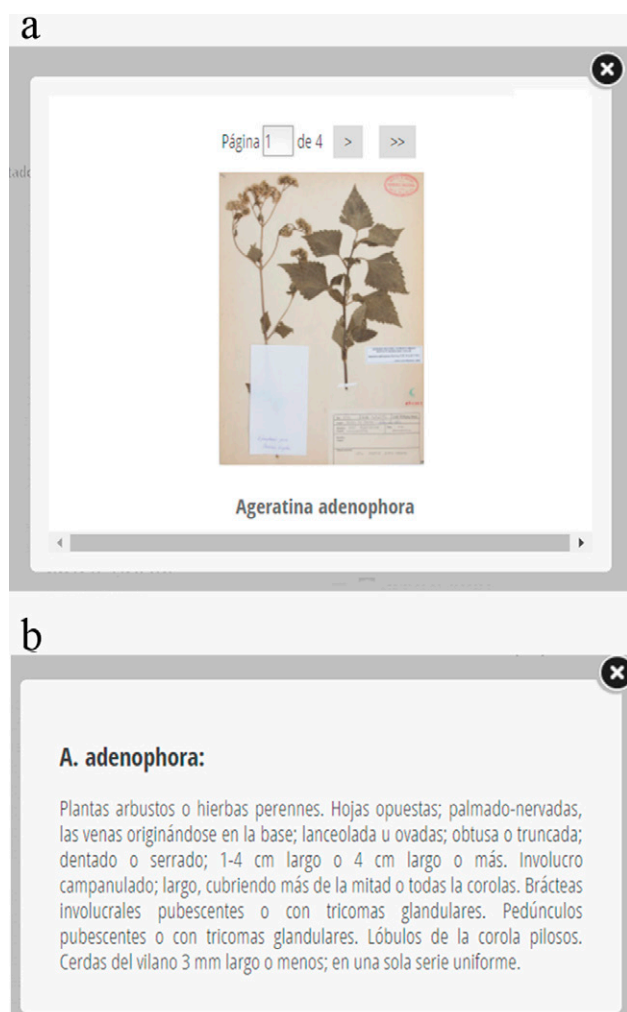 a
Página 1 de 4 > >>
Ageratina adenophora
b
A. adenophora:
Plantas arbustos o hierbas perennes. Hojas opuestas; palmado-nervadas,
las venas originándose en la base; lanceolada u ovadas; obtusa o truncada;
dentado o serrado; 1-4 cm largo o 4 cm largo o más. Involucro
campanulado; largo, cubriendo más de la mitad o todas la corolas. Brácteas
involucrales pubescentes o con tricomas glandulares. Pedúnculos
pubescentes o con tricomas glandulares. Lóbulos de la corola pilosos.
Cerdas del vilano 3 mm largo o menos; en una sola serie uniforme.